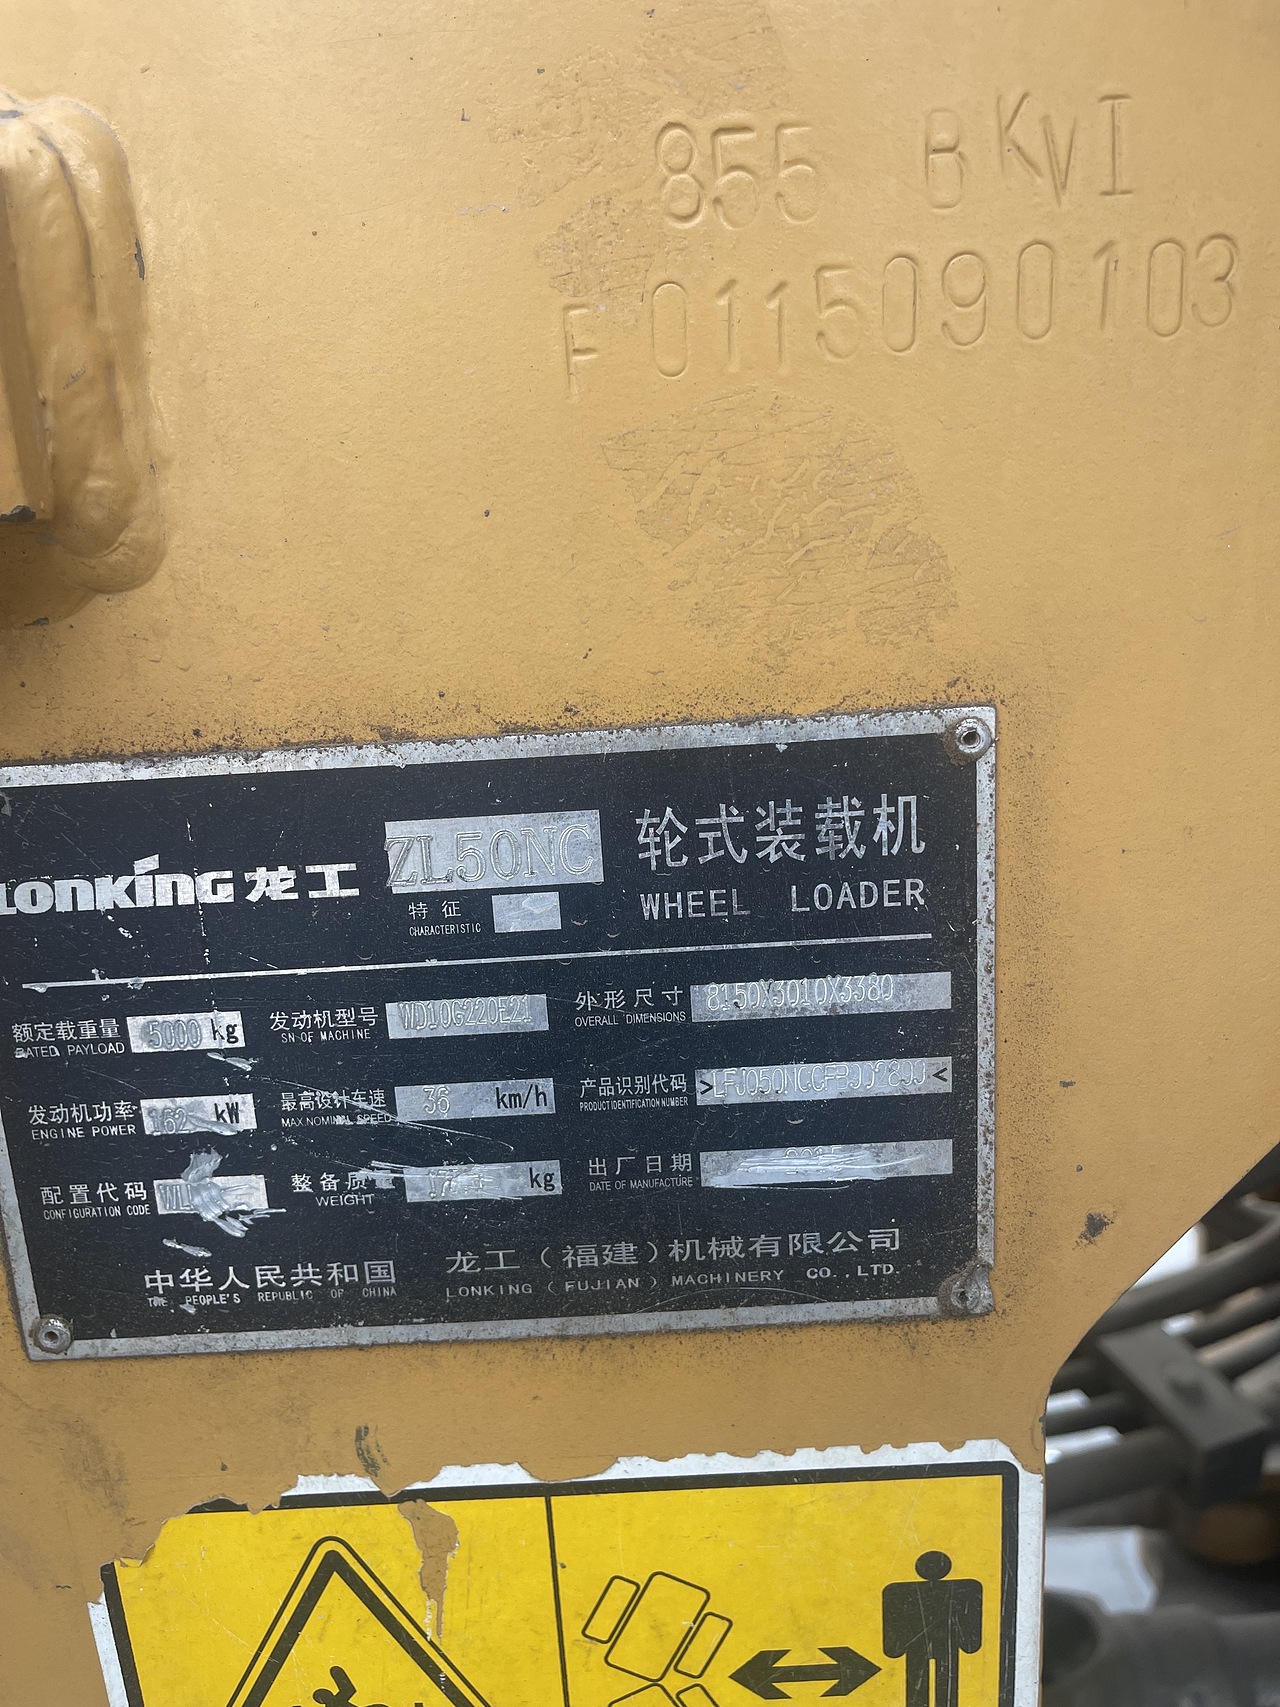 855 BKVI
F0115090103
LONKING 龙工 ZL50NC 轮式装载机
特征
CHARACTERISTIC
WHEEL LOADER
额定载重量 5000 kg 发动机型号 WD10G220E21 外形尺寸 8150X3010X3380
RATED PAYLOAD SN OF MACHINE OVERALL DIMENSIONS
发动机功率 162 kW 最高设计车速 36 km/h 产品识别代码
ENGINE POWER MAX.NOMINAL SPEED PRODUCT IDENTIFICATION NUMBER
配置代码 整备质 kg 出厂日期
CONFIGURATION CODE WEIGHT DATE OF MANUFACTURE
中华人民共和国 龙工（福建）机械有限公司
THE PEOPLE'S REPUBLIC OF CHINA LONKING (FUJIAN) MACHINERY CO.,LTD.